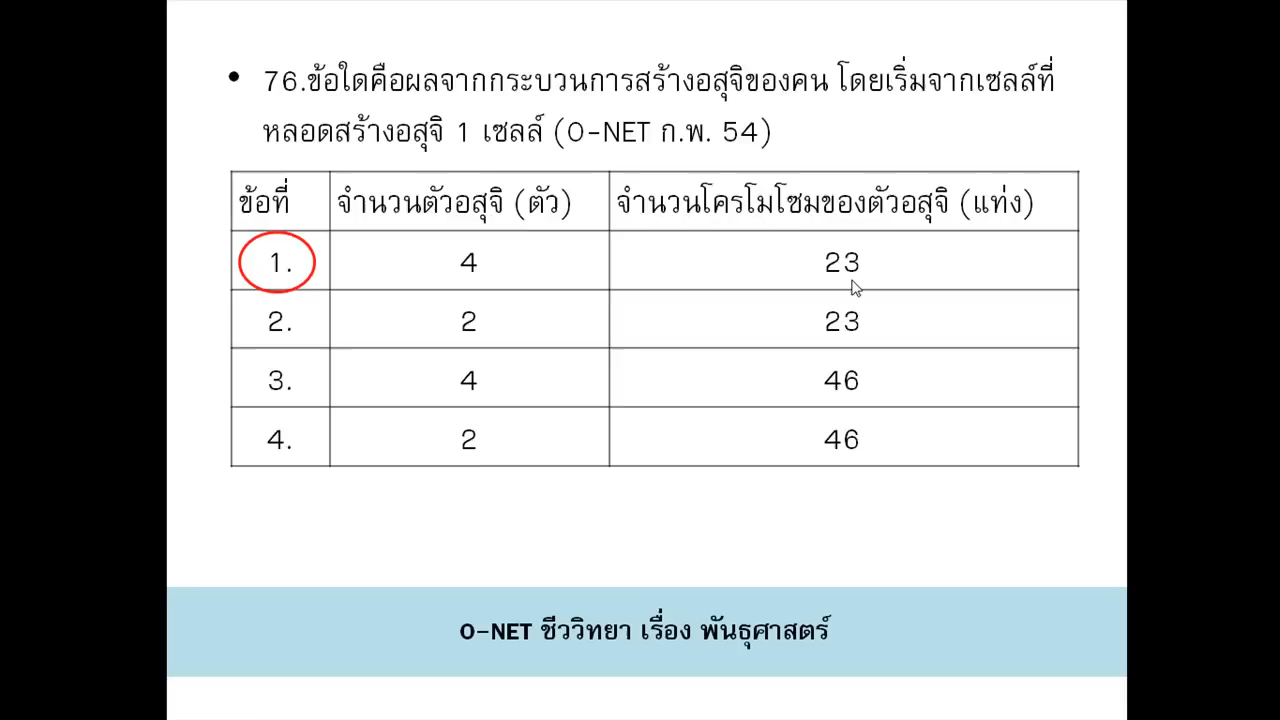 • 76.ข้อใดคือผลจากกระบวนการสร้างอสุจิของคน โดยเริ่มจากเซลล์ที่
หลอดสร้างอสุจิ 1 เซลล์ (O-NET ก.พ. 54)
ข้อที่ จำนวนตัวอสุจิ (ตัว) จำนวนโครโมโซมของตัวอสุจิ (แท่ง)
1. 4 23
2. 2 23
3. 4 46
4. 2 46
O-NET ชีววิทยา เรื่อง พันธุศาสตร์